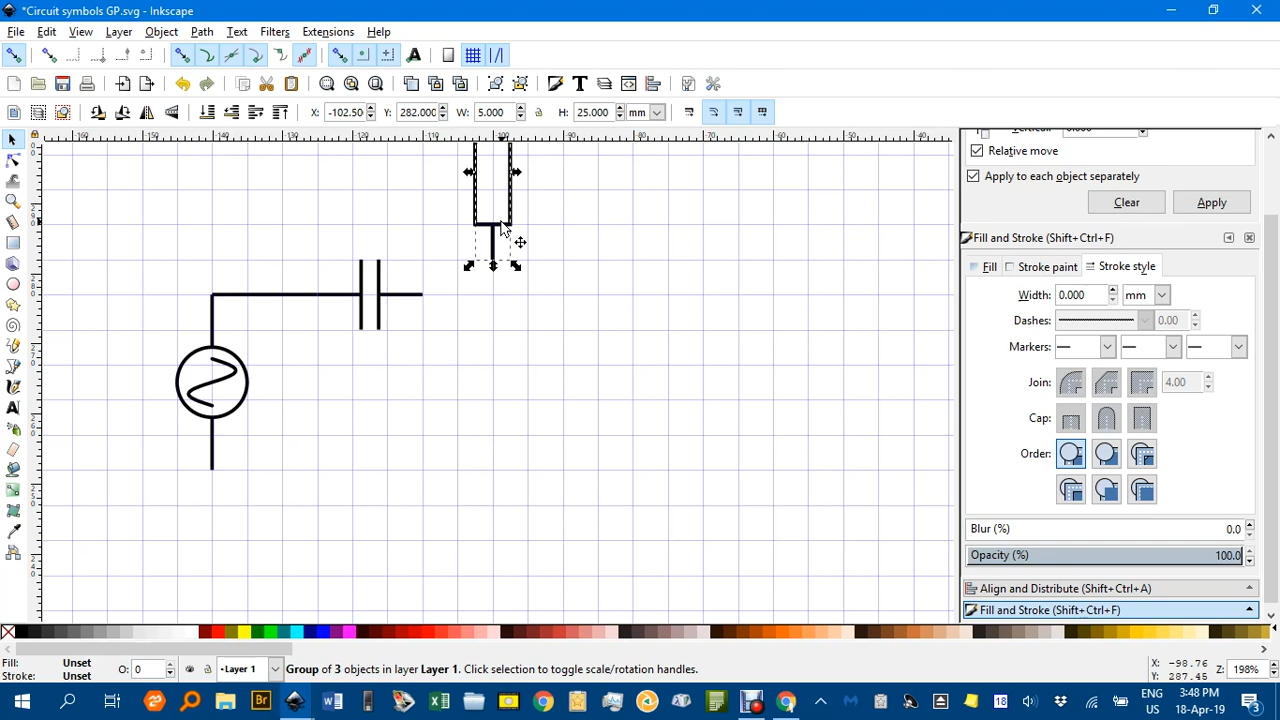 *Circuit symbols GP.svg - Inkscape
File Edit View Layer Object Path Text Filters Extensions Help
X: -102.50 Y: 282.000 W: 5.000 H: 25.000 mm
Relative move
Apply to each object separately
Clear Apply
Fill and Stroke (Shift+Ctrl+F)
Fill Stroke paint Stroke style
Width: 0.000 mm
Dashes: 0.00
Markers:
Join: 4.00
Cap:
Order:
Blur (%) 0.0
Opacity (%) 100.0
Align and Distribute (Shift+Ctrl+A)
Fill and Stroke (Shift+Ctrl+F)
Fill: Unset O: 0 Layer 1 Group of 3 objects in layer Layer 1. Click selection to toggle scale/rotation handles. X: -98.76 Z: 198%
Stroke: Unset Y: 287.45
ENG 3:48 PM
US 18-Apr-19